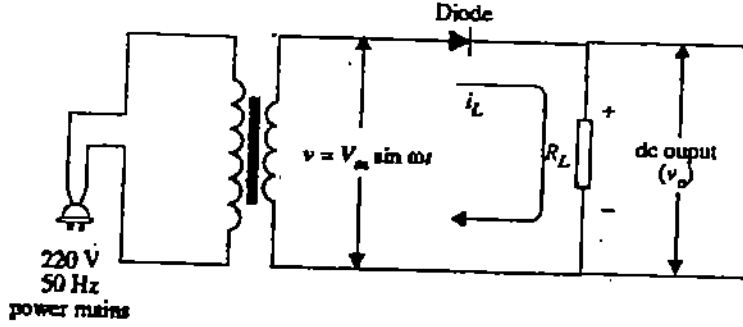 Diode
i_L
+
v = V_m sin ωt
R_L
dc ouput
(v_o)
−
220 V
50 Hz
power mains